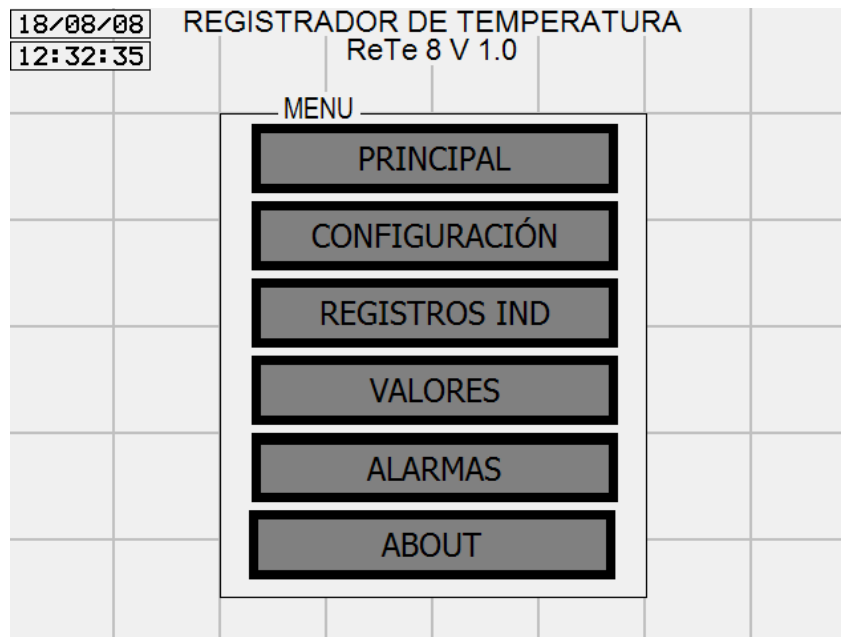 18/08/08
REGISTRADOR DE TEMPERATURA
12:32:35
ReTe 8 V 1.0
MENU
PRINCIPAL
CONFIGURACIÓN
REGISTROS IND
VALORES
ALARMAS
ABOUT